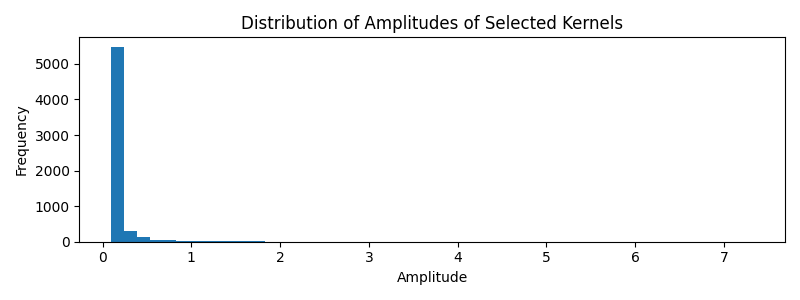 Distribution of Amplitudes of Selected Kernels
5000
4000
3000
2000
1000
0
Frequency
0 1 2 3 4 5 6 7
Amplitude